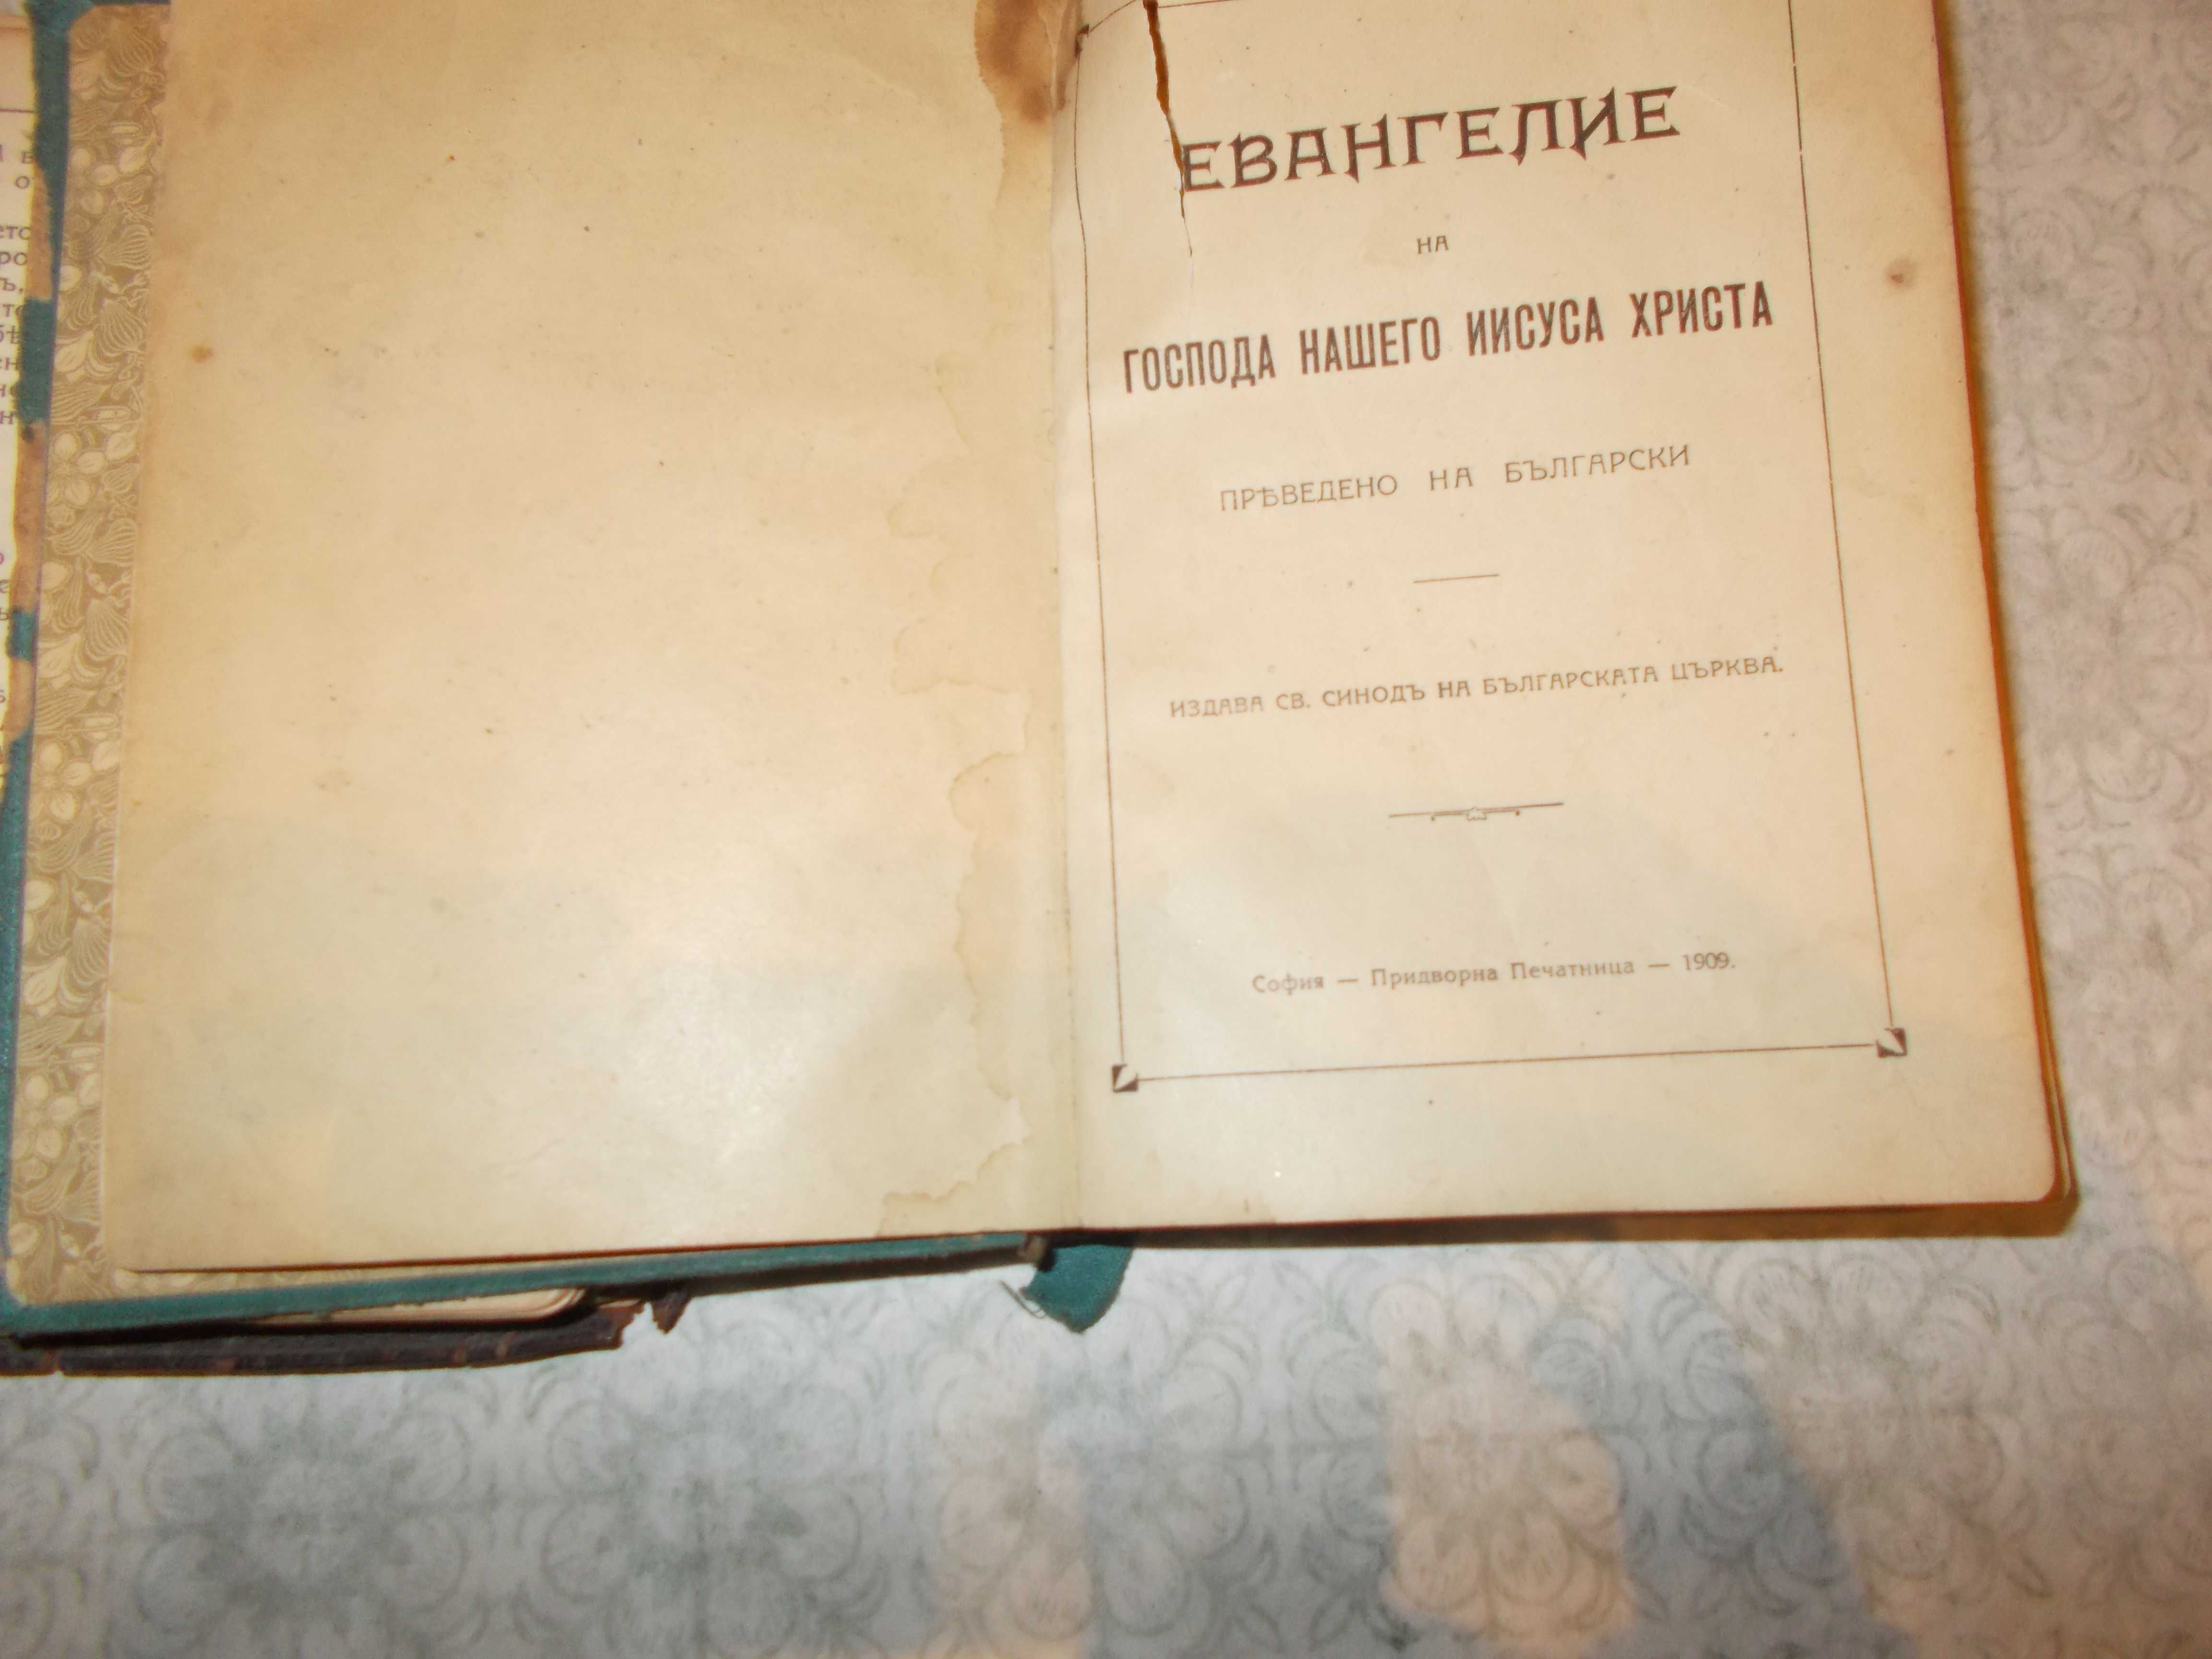 ЕВАНГЕЛИЕ
НА
ГОСПОДА НАШЕГО ИИСУСА ХРИСТА
ПРѢВЕДЕНО НА БЪЛГАРСКИ
ИЗДАВА СВ. СИНОДЪ НА БЪЛГАРСКАТА ЦЪРКВА.
София — Придворна Печатница — 1909.